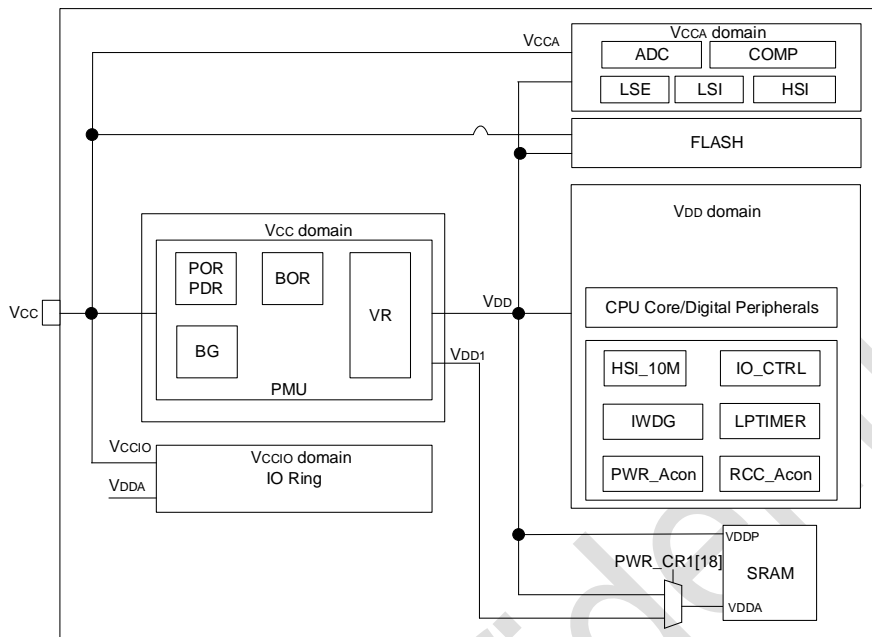 VCCA
VCCA domain
ADC
COMP
LSE
LSI
HSI
FLASH
VCC domain
POR
PDR
BOR
VR
BG
PMU
VCC
VDD
VDD1
VDD domain
CPU Core/Digital Peripherals
HSI_10M
IO_CTRL
IWDG
LPTIMER
PWR_Acon
RCC_Acon
VCCIO
VCCIO domain
IO Ring
VDDA
VDDP
PWR_CR1[18]
SRAM
VDDA